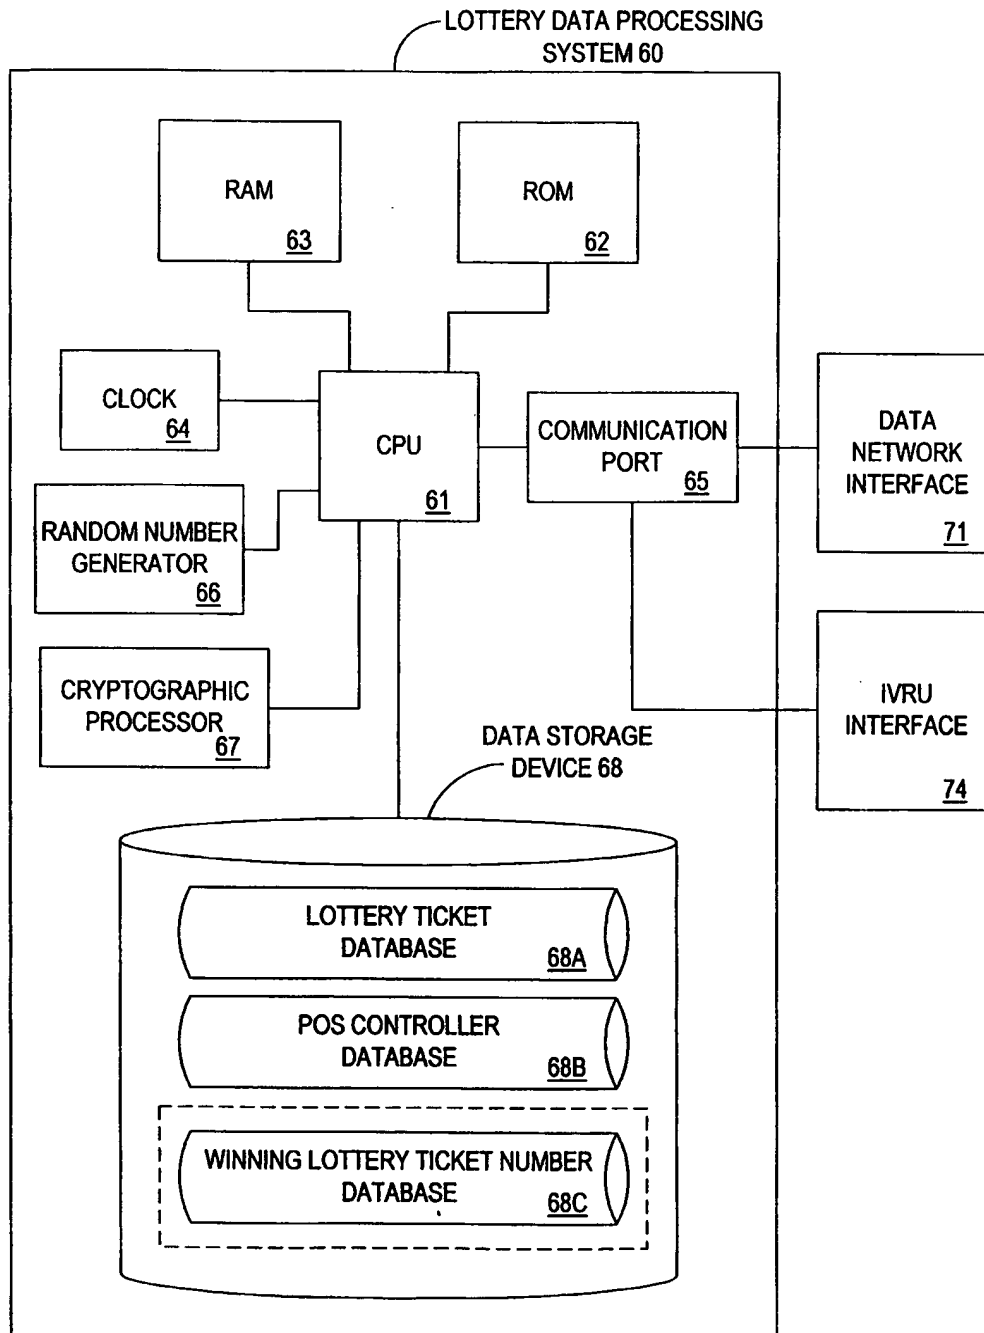 LOTTERY DATA PROCESSING
SYSTEM 60
RAM
63
ROM
62
CLOCK
64
CPU
61
COMMUNICATION
PORT
65
DATA
NETWORK
INTERFACE
71
RANDOM NUMBER
GENERATOR
66
CRYPTOGRAPHIC
PROCESSOR
67
IVRU
INTERFACE
74
DATA STORAGE
DEVICE 68
LOTTERY TICKET
DATABASE
68A
POS CONTROLLER
DATABASE
68B
WINNING LOTTERY TICKET NUMBER
DATABASE
68C